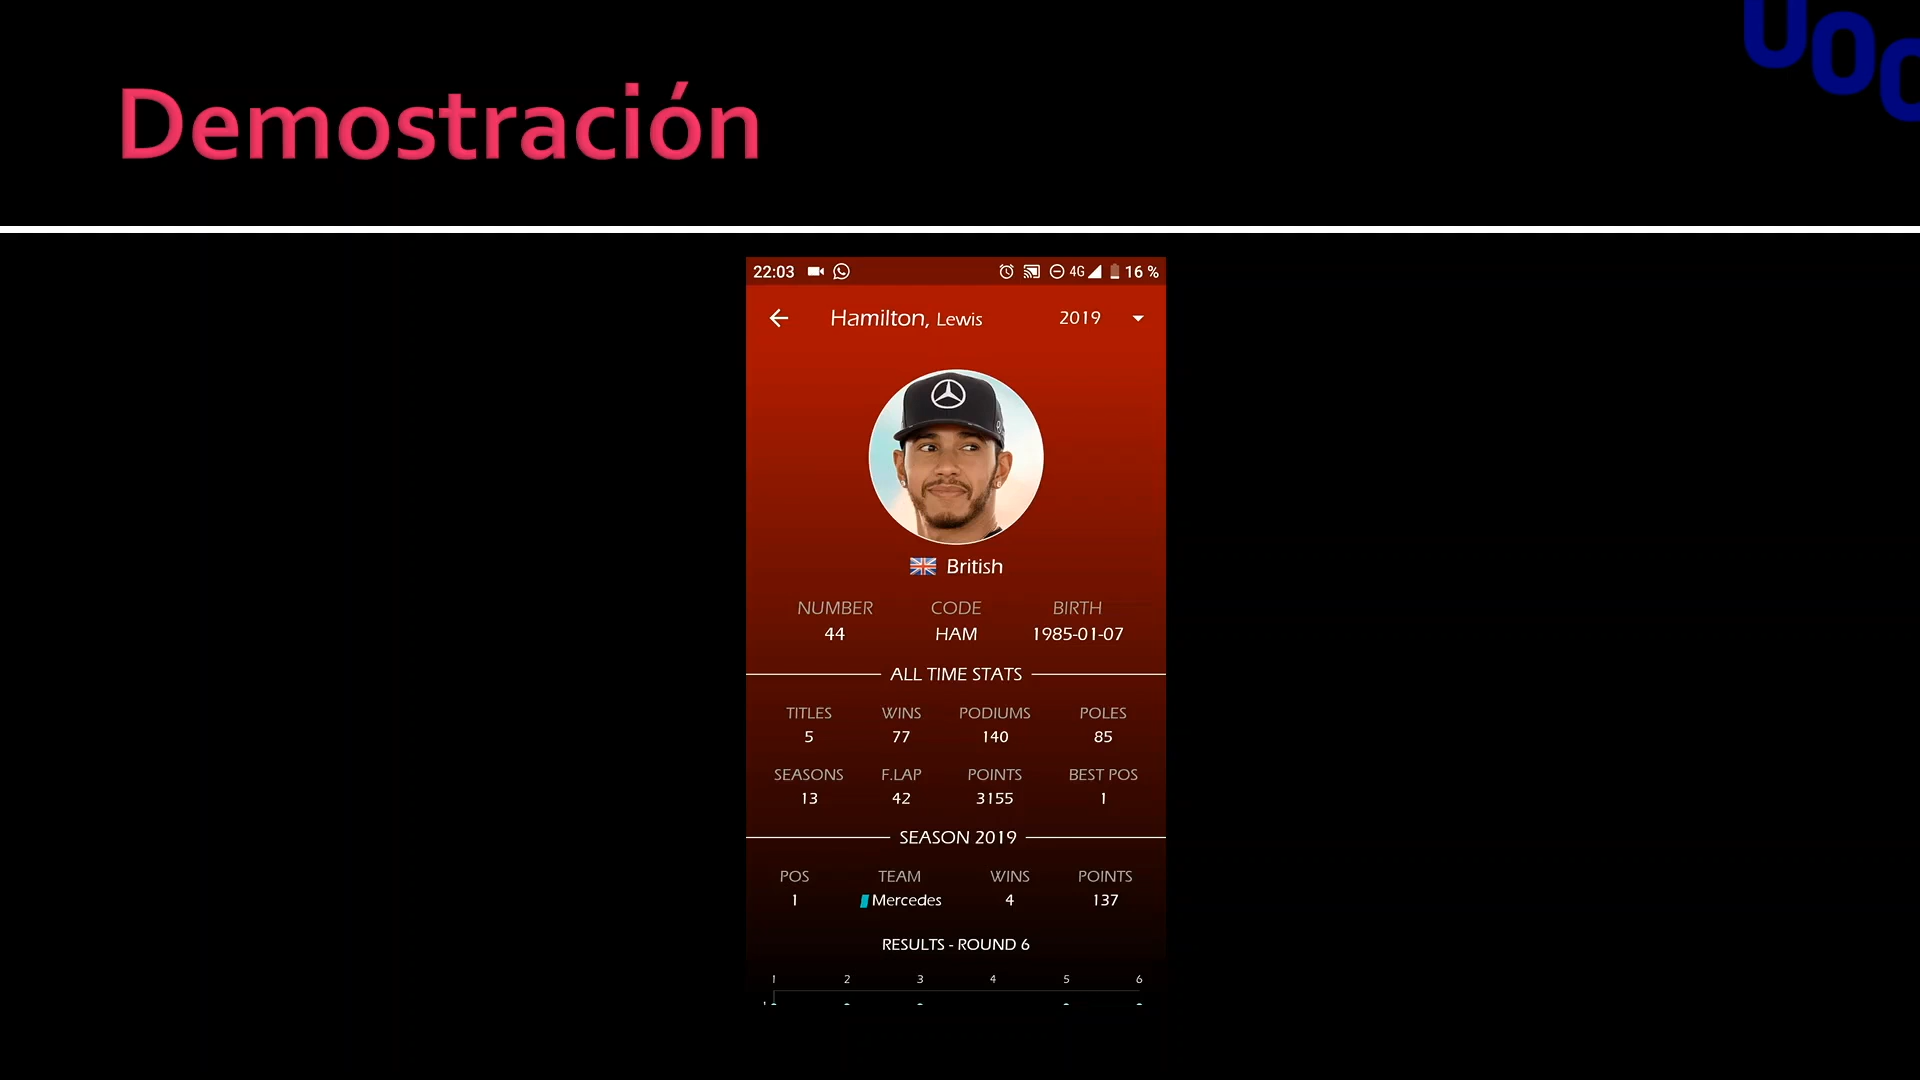 UOC
Demostración
22:03 4G 16 %
Hamilton, Lewis 2019
British
NUMBER CODE BIRTH
44 HAM 1985-01-07
ALL TIME STATS
TITLES WINS PODIUMS POLES
5 77 140 85
SEASONS F.LAP POINTS BEST POS
13 42 3155 1
SEASON 2019
POS TEAM WINS POINTS
1 Mercedes 4 137
RESULTS - ROUND 6
1 2 3 4 5 6